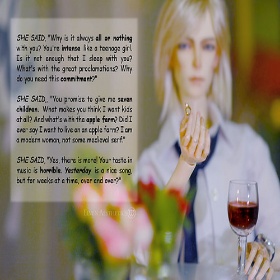 SHE SAID, "Why is it always all or nothing
with you? You're intense like a teenage girl.
Is it not enough that I sleep with you?
What's with the great proclamations? Why
do you need this commitment?"
SHE SAID, "You promise to give me seven
children. What makes you think I want kids
at all? And what's with the apple farm? Did I
ever say I want to live on an apple farm? I am
a modern woman, not some medieval serf."
SHE SAID, "Yes, there is more! Your taste in
music is horrible. Yesterday is a nice song,
but for weeks at a time, over and over?"